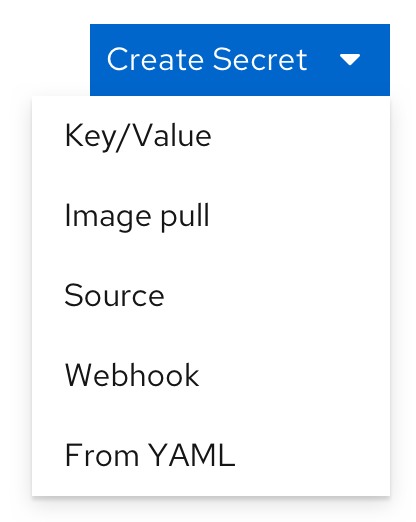 Create Secret
Key/Value
Image pull
Source
Webhook
From YAML